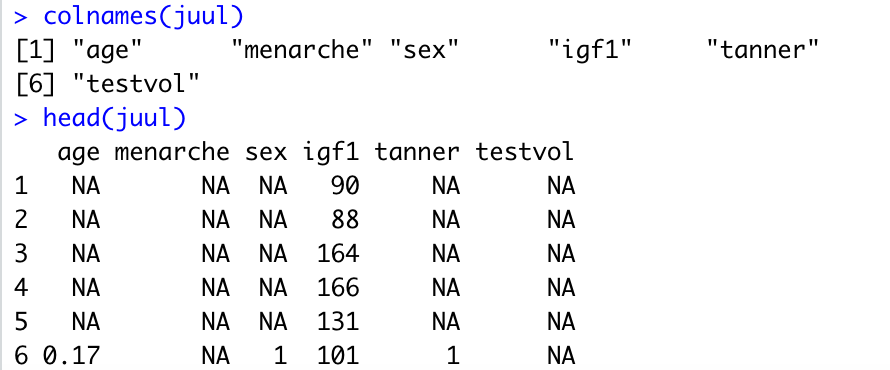 > colnames(juul)
[1] "age"      "menarche" "sex"      "igf1"     "tanner"
[6] "testvol"
> head(juul)
   age menarche sex igf1 tanner testvol
1   NA       NA  NA   90     NA      NA
2   NA       NA  NA   88     NA      NA
3   NA       NA  NA  164     NA      NA
4   NA       NA  NA  166     NA      NA
5   NA       NA  NA  131     NA      NA
6 0.17       NA   1  101      1      NA